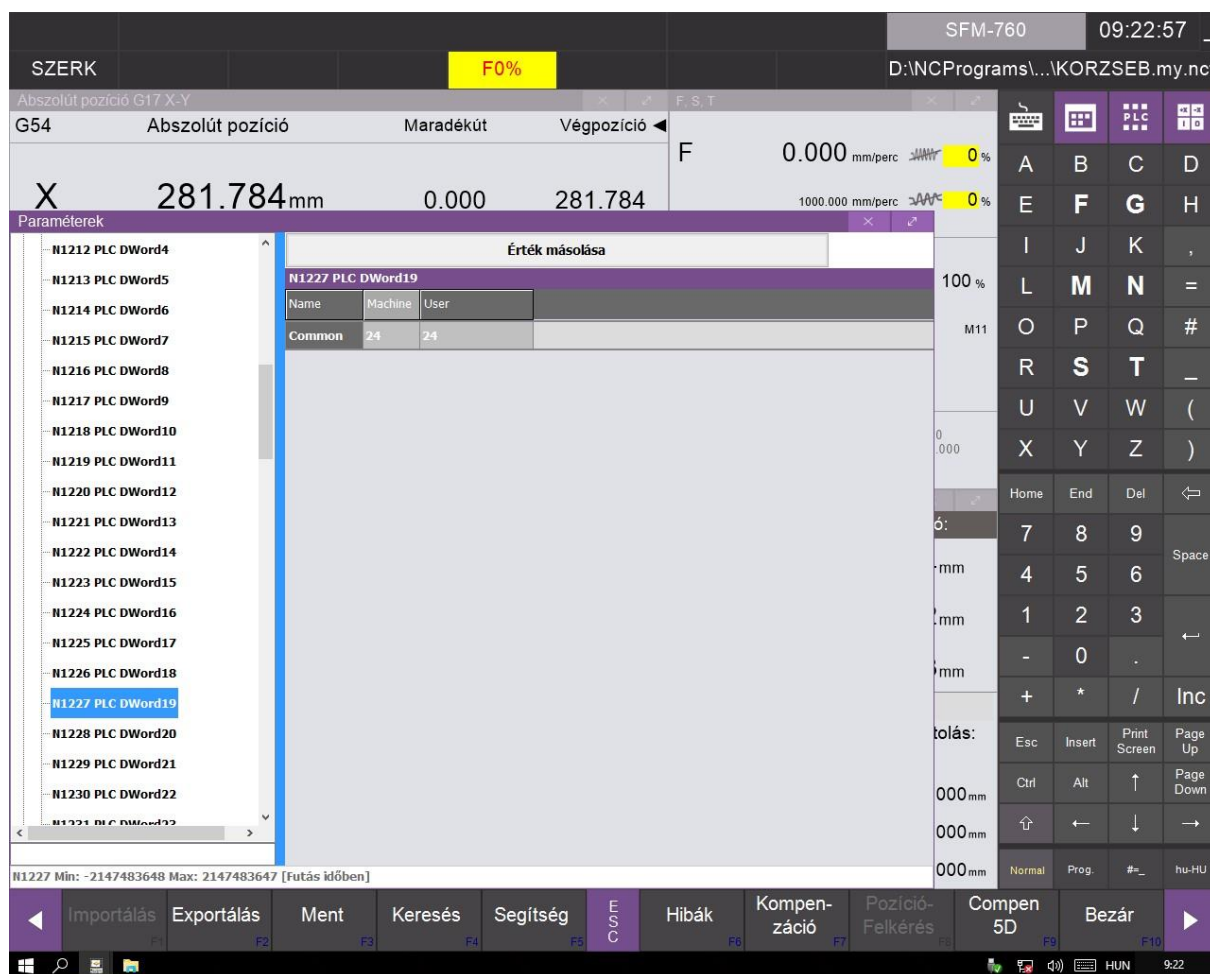 SFM-760 09:22:57
SZERK F0% D:\NCPrograms\...\KORZSEB.my.nc
Abszolút pozíció G17 X-Y F, S, T
G54 Abszolút pozíció Maradékút Végpozíció
F 0.000 mm/perc 0 %
X 281.784 mm 0.000 281.784 1000.000 mm/perc 0 %
Paraméterek
Érték másolása
N1227 PLC DWord19
Name Machine User
Common 24 24
N1212 PLC DWord4
N1213 PLC DWord5
N1214 PLC DWord6
N1215 PLC DWord7
N1216 PLC DWord8
N1217 PLC DWord9
N1218 PLC DWord10
N1219 PLC DWord11
N1220 PLC DWord12
N1221 PLC DWord13
N1222 PLC DWord14
N1223 PLC DWord15
N1224 PLC DWord16
N1225 PLC DWord17
N1226 PLC DWord18
N1227 PLC DWord19
N1228 PLC DWord20
N1229 PLC DWord21
N1230 PLC DWord22
N1231 PLC DWord23
N1227 Min: -2147483648 Max: 2147483647 [Futás időben]
100 %
M11
0
.000
ó:
mm
mm
mm
tolás:
000 mm
000 mm
000 mm
PLC
A B C D
E F G H
I J K ,
L M N =
O P Q #
R S T _
U V W (
X Y Z )
Home End Del
7 8 9 Space
4 5 6
1 2 3
- 0 .
+ * / Inc
Esc Insert Print Screen Page Up
Ctrl Alt ↑ Page Down
← ↓ →
Normal Prog. #=_ hu-HU
Importálás F1 Exportálás F2 Ment F3 Keresés F4 Segítség F5 ESC Hibák F6 Kompen-záció F7 Pozíció-Felkérés F8 Compen 5D F9 Bezár F10
HUN 9:22